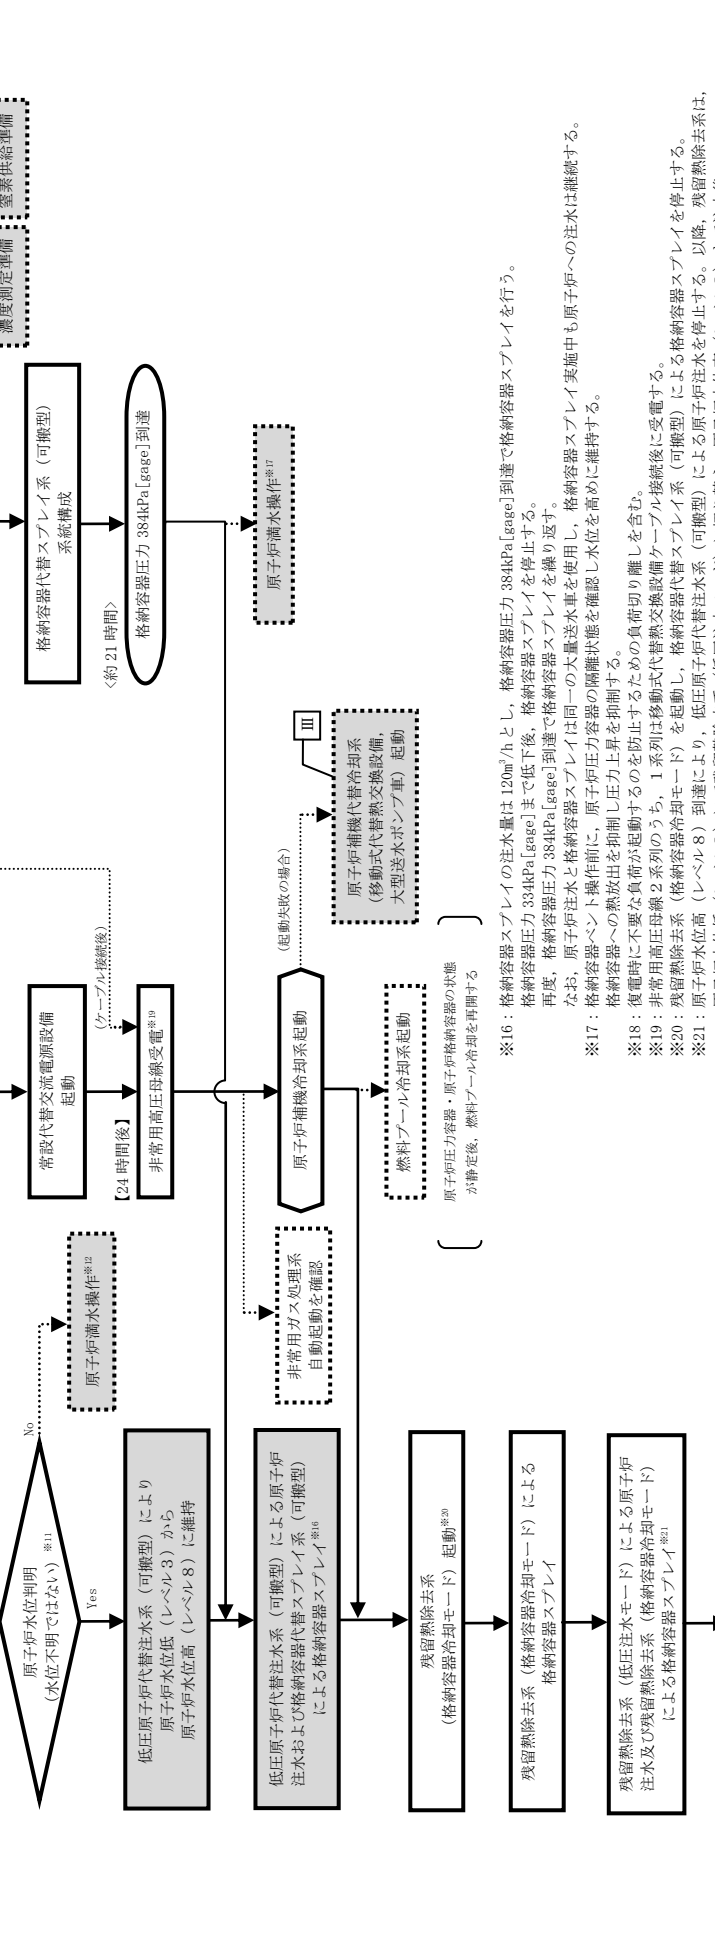 原子炉水位判明
(水位不明ではない)※11
No
Yes
原子炉満水操作※12
低圧原子炉代替注水系(可搬型)により
原子炉水位低(レベル3)から
原子炉水位高(レベル8)に維持
低圧原子炉代替注水系(可搬型)による原子炉
注水および格納容器代替スプレイ系(可搬型)
による格納容器スプレイ※16
残留熱除去系
(格納容器冷却モード)起動※20
残留熱除去系(格納容器冷却モード)による
格納容器スプレイ
残留熱除去系(低圧注水モード)による原子炉
注水及び残留熱除去系(格納容器冷却モード)
による格納容器スプレイ※21
常設代替交流電源設備
起動
(ケーブル接続後)
【24時間後】
非常用高圧母線受電※19
非常用ガス処理系
自動起動を確認
原子炉補機冷却系起動
(起動失敗の場合)
燃料プール冷却系起動
原子炉圧力容器・原子炉格納容器の状態
が静定後,燃料プール冷却を再開する
Ⅲ
原子炉補機代替冷却系
(移動式代替熱交換設備,
大型送水ポンプ車)起動
濃度測定準備
窒素供給準備
格納容器代替スプレイ系(可搬型)
系統構成
<約21時間>
格納容器圧力384kPa[gage]到達
原子炉満水操作※17
※16:格納容器スプレイの注水量は120m³/hとし,格納容器圧力384kPa[gage]到達で格納容器スプレイを行う。
格納容器圧力334kPa[gage]まで低下後,格納容器スプレイを停止する。
再度,格納容器圧力384kPa[gage]到達で格納容器スプレイを繰り返す。
なお,原子炉注水と格納容器スプレイは同一の大量送水車を使用し,格納容器スプレイ実施中も原子炉への注水は継続する。
※17:格納容器ベント操作前に,原子炉圧力容器の隔離状態を確認し水位を高めに維持する。
格納容器への熱放出を抑制し圧力上昇を抑制する。
※18:復電時に不要な負荷が起動するのを防止するための負荷切り離しを含む。
※19:非常用高圧母線2系列のうち,1系列は移動式代替熱交換設備ケーブル接続後に受電する。
※20:残留熱除去系(格納容器冷却モード)を起動し,格納容器代替スプレイ系(可搬型)による格納容器スプレイを停止する。
※21:原子炉水位高(レベル8)到達により,低圧原子炉代替注水系(可搬型)による原子炉注水を停止する。以降,残留熱除去系は,